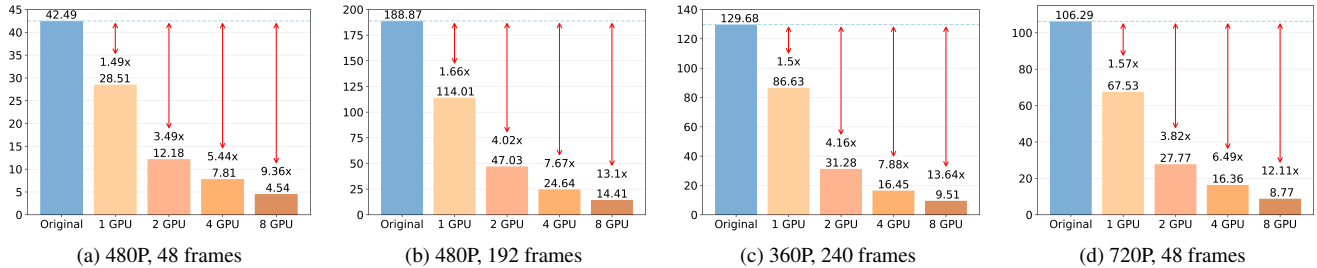 45
40
35
30
25
20
15
10
5
0
42.49
1.49x
28.51
3.49x
12.18
5.44x
7.81
9.36x
4.54
Original 1 GPU 2 GPU 4 GPU 8 GPU
(a) 480P, 48 frames
200
175
150
125
100
75
50
25
0
188.87
1.66x
114.01
4.02x
47.03
7.67x
24.64
13.1x
14.41
Original 1 GPU 2 GPU 4 GPU 8 GPU
(b) 480P, 192 frames
140
120
100
80
60
40
20
0
129.68
1.5x
86.63
4.16x
31.28
7.88x
16.45
13.64x
9.51
Original 1 GPU 2 GPU 4 GPU 8 GPU
(c) 360P, 240 frames
100
80
60
40
20
0
106.29
1.57x
67.53
3.82x
27.77
6.49x
16.36
12.11x
8.77
Original 1 GPU 2 GPU 4 GPU 8 GPU
(d) 720P, 48 frames